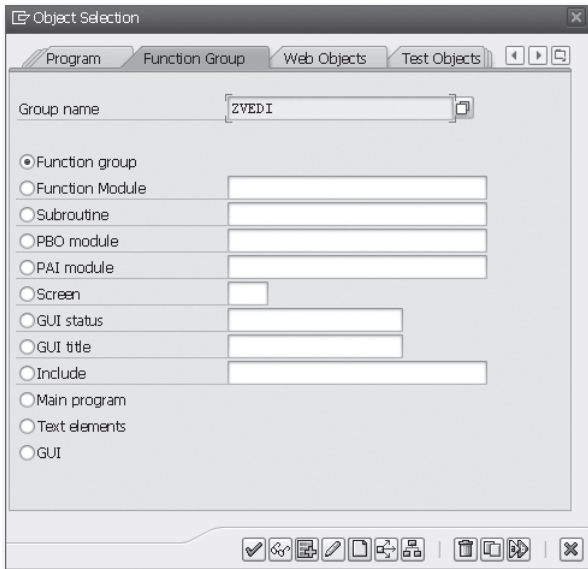 Object Selection
Program Function Group Web Objects Test Objects
Group name ZVEDI
Function group
Function Module
Subroutine
PBO module
PAI module
Screen
GUI status
GUI title
Include
Main program
Text elements
GUI